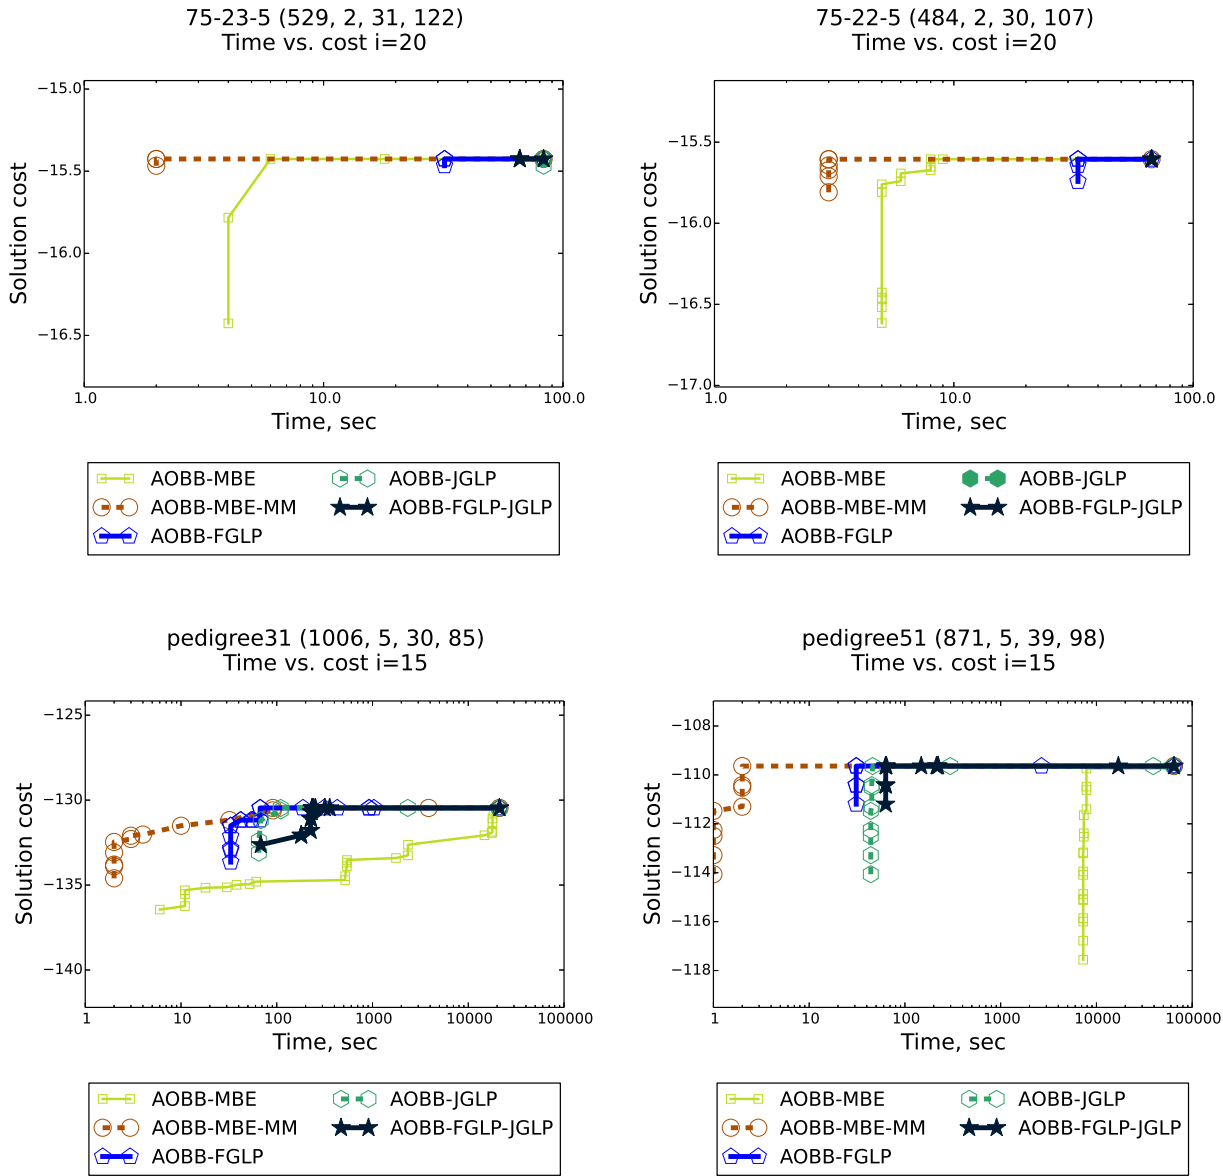 75-23-5 (529, 2, 31, 122)
Time vs. cost i=20
−15.0
−15.5
−16.0
−16.5
Solution cost
1.0
10.0
100.0
Time, sec
AOBB-MBE
AOBB-MBE-MM
AOBB-FGLP
AOBB-JGLP
AOBB-FGLP-JGLP
75-22-5 (484, 2, 30, 107)
Time vs. cost i=20
−15.5
−16.0
−16.5
−17.0
Solution cost
1.0
10.0
100.0
Time, sec
AOBB-MBE
AOBB-MBE-MM
AOBB-FGLP
AOBB-JGLP
AOBB-FGLP-JGLP
pedigree31 (1006, 5, 30, 85)
Time vs. cost i=15
−125
−130
−135
−140
Solution cost
1
10
100
1000
10000
100000
Time, sec
AOBB-MBE
AOBB-MBE-MM
AOBB-FGLP
AOBB-JGLP
AOBB-FGLP-JGLP
pedigree51 (871, 5, 39, 98)
Time vs. cost i=15
−108
−110
−112
−114
−116
−118
Solution cost
1
10
100
1000
10000
100000
Time, sec
AOBB-MBE
AOBB-MBE-MM
AOBB-FGLP
AOBB-JGLP
AOBB-FGLP-JGLP